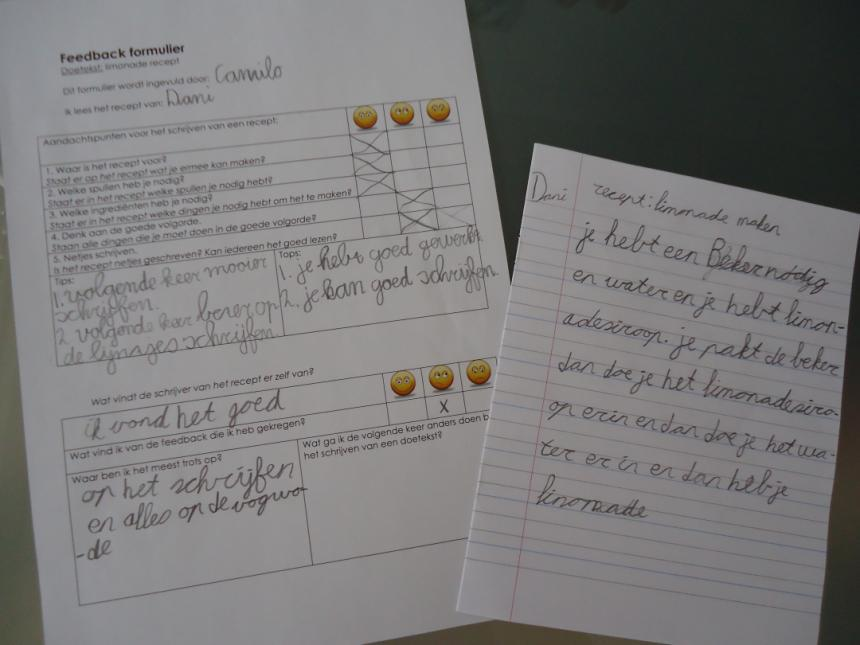 Feedback formulier
Doetekst: limonade recept
Dit formulier wordt ingevuld door: Camilo
Ik lees het recept van: Dani
Aandachtspunten voor het schrijven van een recept:
1. Waar is het recept voor?
Staat er op het recept wat je ermee kan maken?
2. Welke spullen heb je nodig?
Staat er in het recept welke spullen je nodig hebt?
3. Welke ingrediënten heb je nodig?
Staat er in het recept welke dingen je nodig hebt om het te maken?
4. Denk aan de goede volgorde.
Staan alle dingen die je moet doen in de goede volgorde?
5. Netjes schrijven.
Is het recept netjes geschreven? Kan iedereen het goed lezen?
Tips:
1. volgende keer mooier
schrijffen.
2 volgende keer beter op
de lijntjes schrijffen
Tops:
1. je hebt goed gewerkt
2. je kan goed schrijffen.
Wat vindt de schrijver van het recept er zelf van?
ik vond het goed
Wat vind ik van de feedback die ik heb gekregen?
X
Waar ben ik het meest trots op?
op het schrijfen
en alles op de vogwo-
-de
Wat ga ik de volgende keer anders doen b
het schrijven van een doetekst?
Dani recept: limonade maken
je hebt een Beker nodig
en water en je hebt limon-
adesiroop. je pakt de beker
dan doe je het limonadesiro-
op erin en dan doe je het wa-
ter er in en dan heb je
limonade